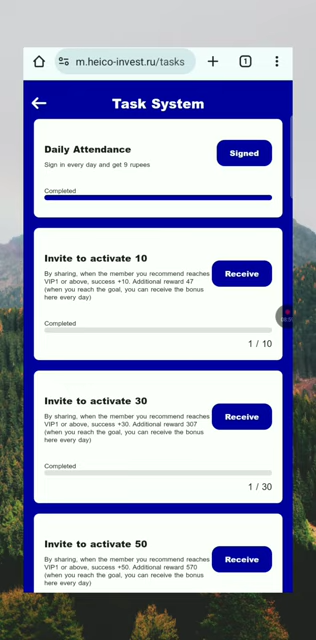 m.heico-invest.ru/tasks
1
Task System
Daily Attendance
Signed
Sign in every day and get 9 rupees
Completed
Invite to activate 10
Receive
By sharing, when the member you recommend reaches
VIP1 or above, success +10. Additional reward 47
(when you reach the goal, you can receive the bonus
here every day)
Completed
1 / 10
Invite to activate 30
Receive
By sharing, when the member you recommend reaches
VIP1 or above, success +30. Additional reward 307
(when you reach the goal, you can receive the bonus
here every day)
Completed
1 / 30
Invite to activate 50
Receive
By sharing, when the member you recommend reaches
VIP1 or above, success +50. Additional reward 570
(when you reach the goal, you can receive the bonus
here every day)